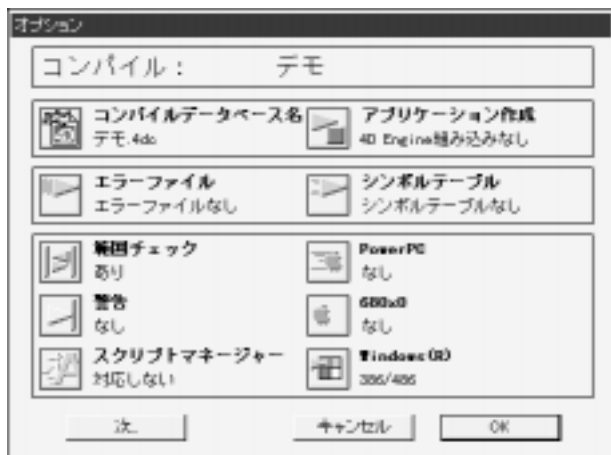 オプション
コンパイル： デモ
コンパイルデータベース名
デモ.4dc
アプリケーション作成
4D Engine組み込みなし
エラーファイル
エラーファイルなし
シンボルテーブル
シンボルテーブルなし
範囲チェック
あり
PowerPC
なし
警告
なし
680x0
なし
スクリプトマネージャー
対応しない
Windows(R)
386/486
次...
キャンセル
OK